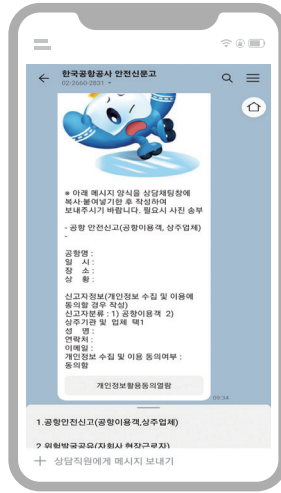 한국공항공사 안전신문고
02-2660-2831
※ 아래 메시지 양식을 상담채팅창에
복사·붙여넣기한 후 작성하여
보내주시기 바랍니다. 필요시 사진 송부
- 공항 안전신고(공항이용객, 상주업체)
-
공항명 :
일 시 :
장 소 :
상 황 :
신고자정보(개인정보 수집 및 이용에
동의할 경우 작성)
신고자분류 : 1) 공항이용객 2)
상주기관 및 업체 택1
성 명 :
연락처 :
이메일 :
개인정보 수집 및 이용 동의여부 :
동의함
개인정보활용동의열람
09:34
1.공항안전신고(공항이용객,상주업체)
2.위험발굴공유(자회사 현장근로자)
상담직원에게 메시지 보내기